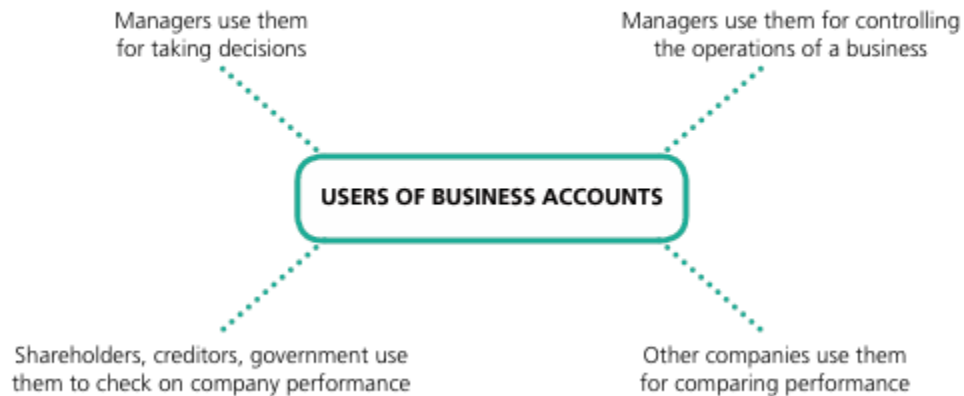 Managers use them
for taking decisions
Managers use them for controlling
the operations of a business
USERS OF BUSINESS ACCOUNTS
Shareholders, creditors, government use
them to check on company performance
Other companies use them
for comparing performance